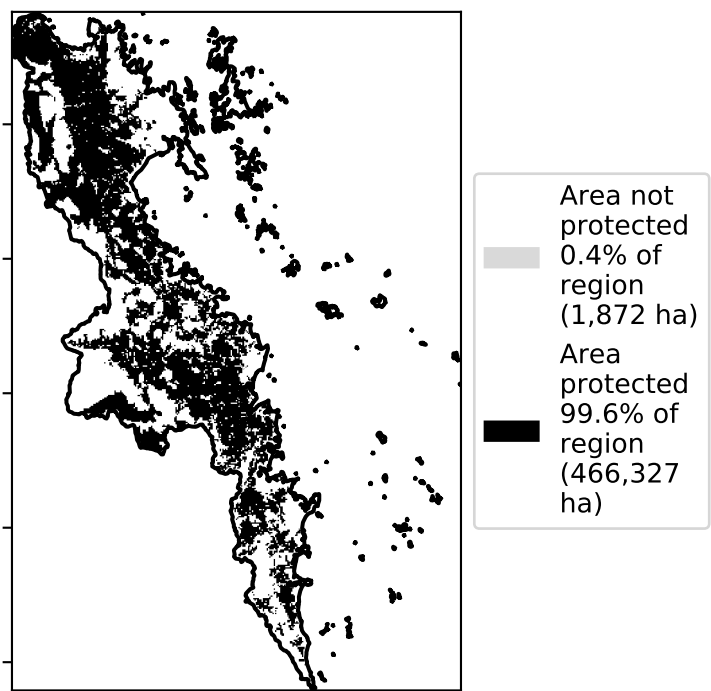 Area not
protected
0.4% of
region
(1,872 ha)
Area
protected
99.6% of
region
(466,327
ha)